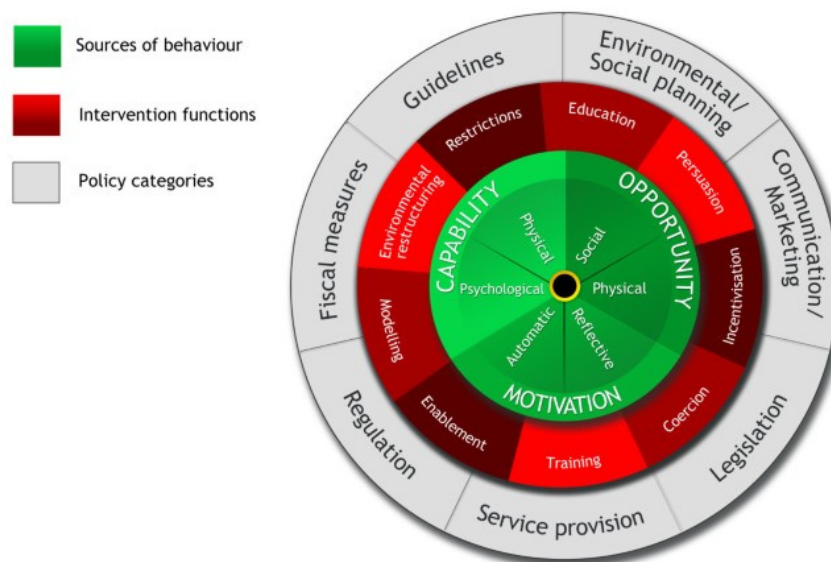 Sources of behaviour
Intervention functions
Policy categories
Guidelines
Environmental/
Social planning
Communication/
Marketing
Legislation
Service provision
Regulation
Fiscal measures
Restrictions
Education
Persuasion
Incentivisation
Coercion
Training
Enablement
Modelling
Environmental
restructuring
CAPABILITY
OPPORTUNITY
MOTIVATION
Physical
Social
Physical
Reflective
Automatic
Psychological